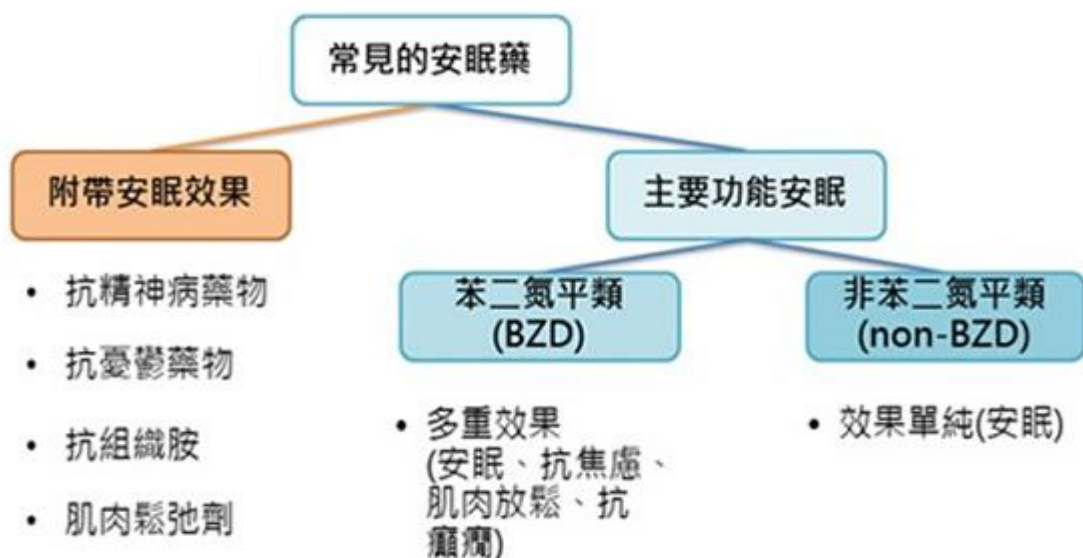 常見的安眠藥
附帶安眠效果
• 抗精神病藥物
• 抗憂鬱藥物
• 抗組織胺
• 肌肉鬆弛劑
主要功能安眠
苯二氮平類
(BZD)
• 多重效果
(安眠、抗焦慮、
肌肉放鬆、抗
癲癇)
非苯二氮平類
(non-BZD)
• 效果單純(安眠)